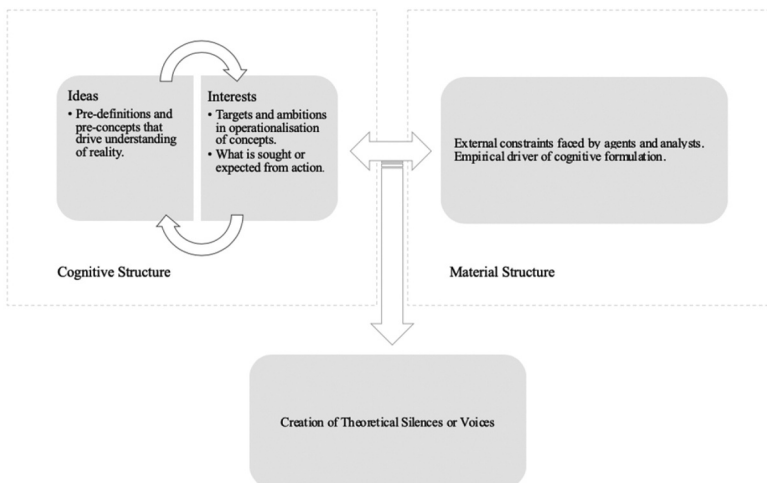 Ideas
• Pre-definitions and
pre-concepts that
drive understanding
of reality.
Interests
• Targets and ambitions
in operationalisation
of concepts.
• What is sought or
expected from action.
Cognitive Structure
External constraints faced by agents and analysts.
Empirical driver of cognitive formulation.
Material Structure
Creation of Theoretical Silences or Voices